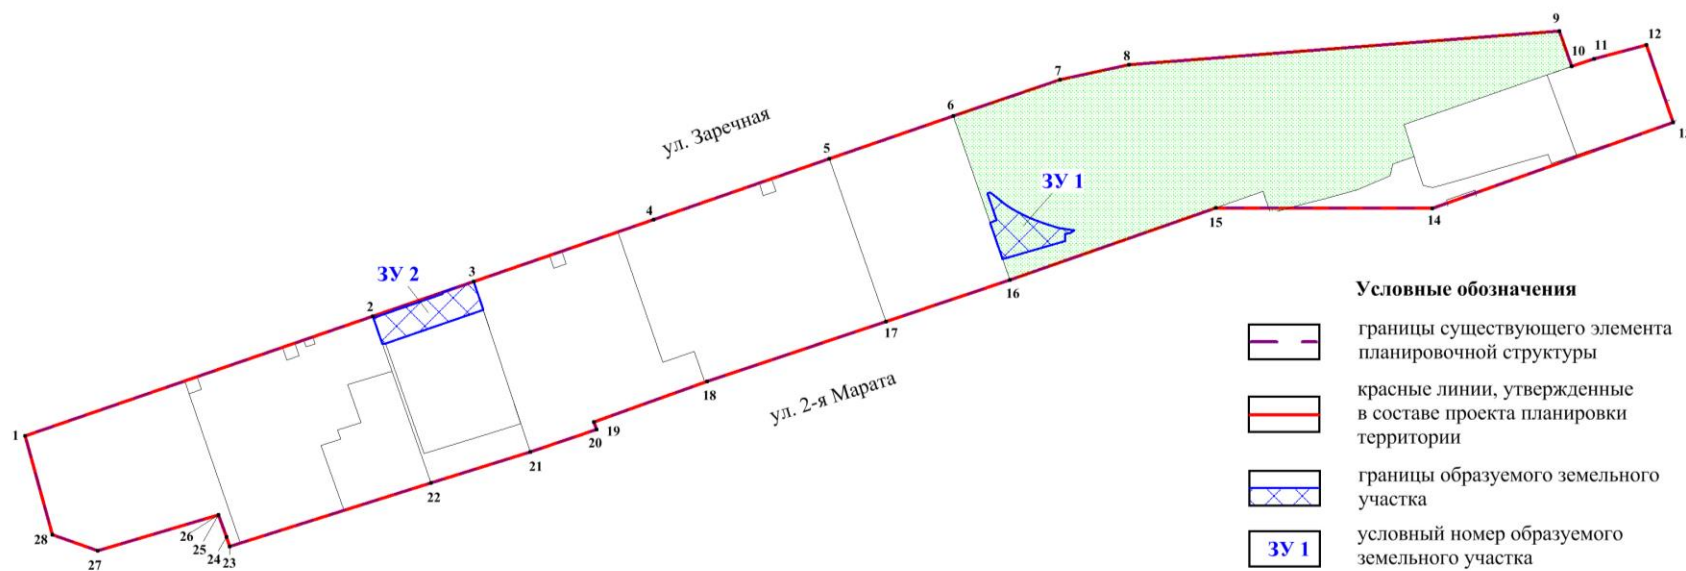 9
12
11
10
8
7
6
ул. Заречная
5
13
ЗУ 1
4
15
14
3
ЗУ 2
16
2
17
18
ул. 2-я Марата
1
19
20
21
22
26
25
24
23
28
27
Условные обозначения
границы существующего элемента
планировочной структуры
красные линии, утвержденные
в составе проекта планировки
территории
границы образуемого земельного
участка
ЗУ 1
условный номер образуемого
земельного участка